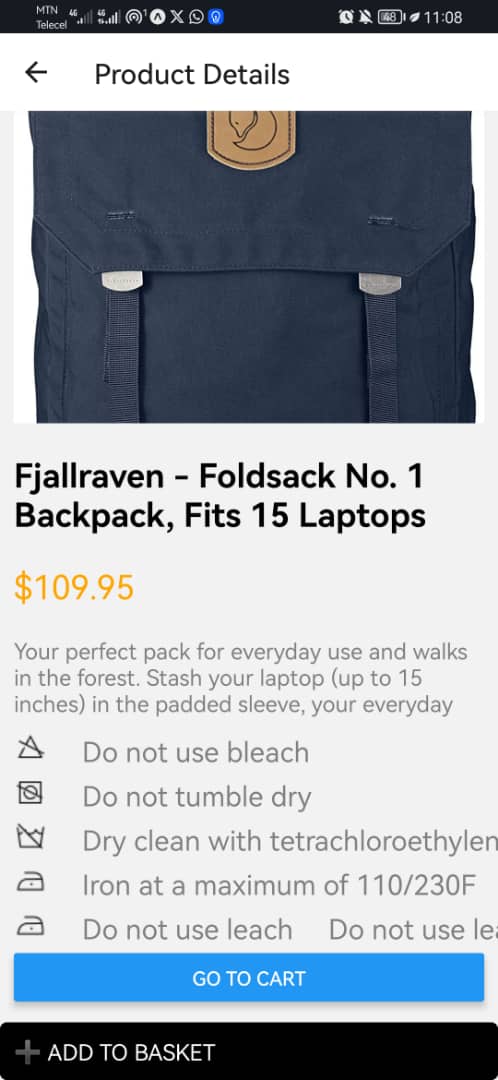 MTN
Telecel
4G
4G
48
11:08
Product Details
Fjallraven - Foldsack No. 1
Backpack, Fits 15 Laptops
$109.95
Your perfect pack for everyday use and walks
in the forest. Stash your laptop (up to 15
inches) in the padded sleeve, your everyday
Do not use bleach
Do not tumble dry
Dry clean with tetrachloroethylen
Iron at a maximum of 110/230F
Do not use leach Do not use lea
GO TO CART
ADD TO BASKET